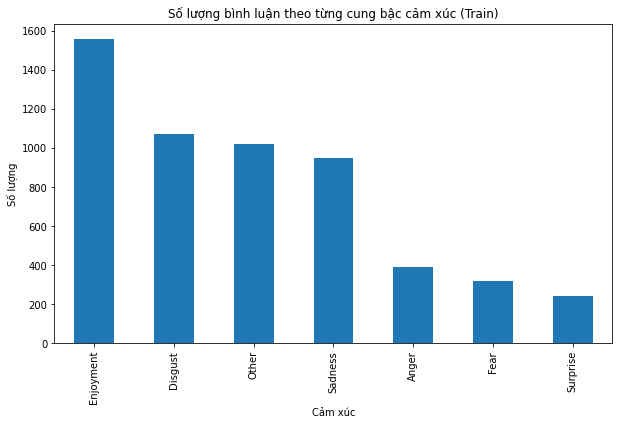 Số lượng bình luận theo từng cung bậc cảm xúc (Train)
1600
1400
1200
1000
800
600
400
200
0
Số lượng
Enjoyment
Disgust
Other
Sadness
Anger
Fear
Surprise
Cảm xúc